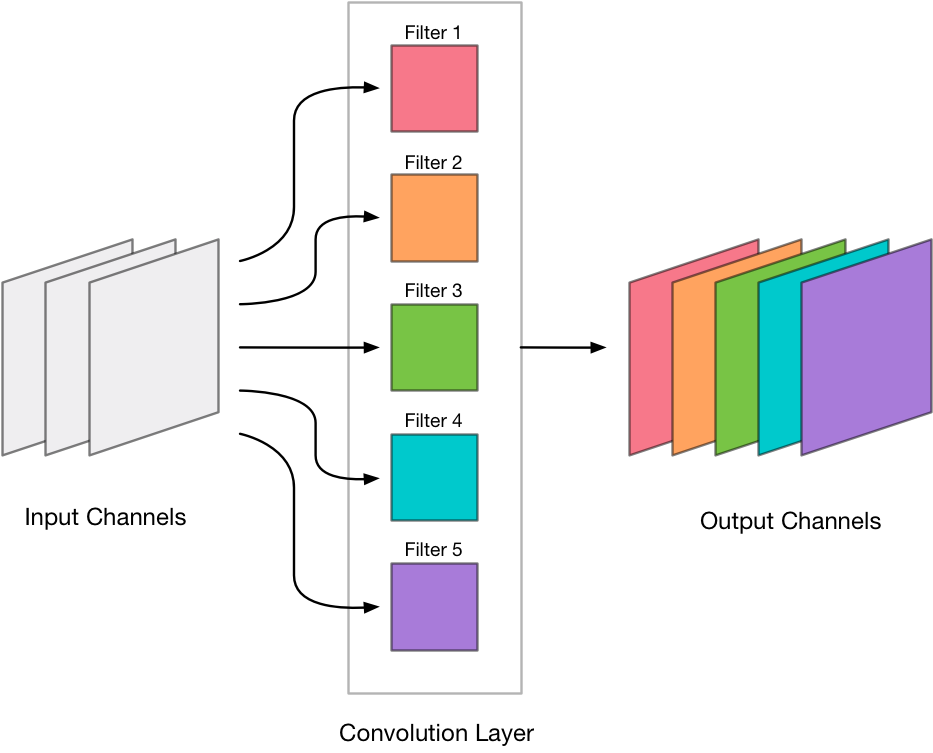 Filter 1
Filter 2
Filter 3
Filter 4
Filter 5
Input Channels
Output Channels
Convolution Layer